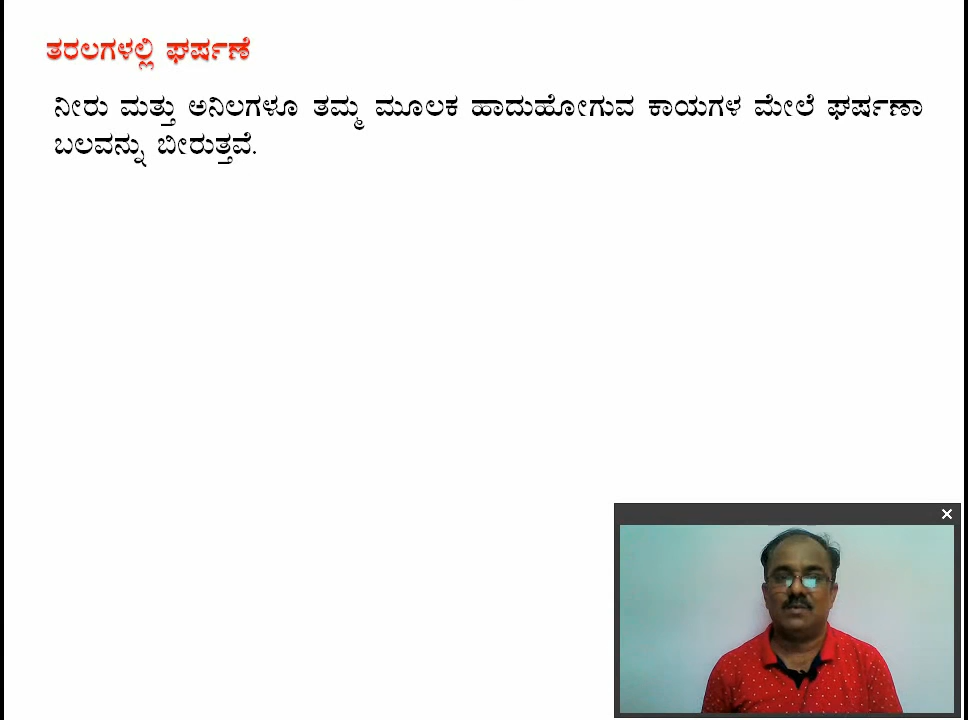 ತರಲಗಳಲ್ಲಿ ಘರ್ಷಣೆ
ನೀರು ಮತ್ತು ಅನಿಲಗಳೂ ತಮ್ಮ ಮೂಲಕ ಹಾದುಹೋಗುವ ಕಾಯಗಳ ಮೇಲೆ ಘರ್ಷಣಾ
ಬಲವನ್ನು ಬೀರುತ್ತವೆ.